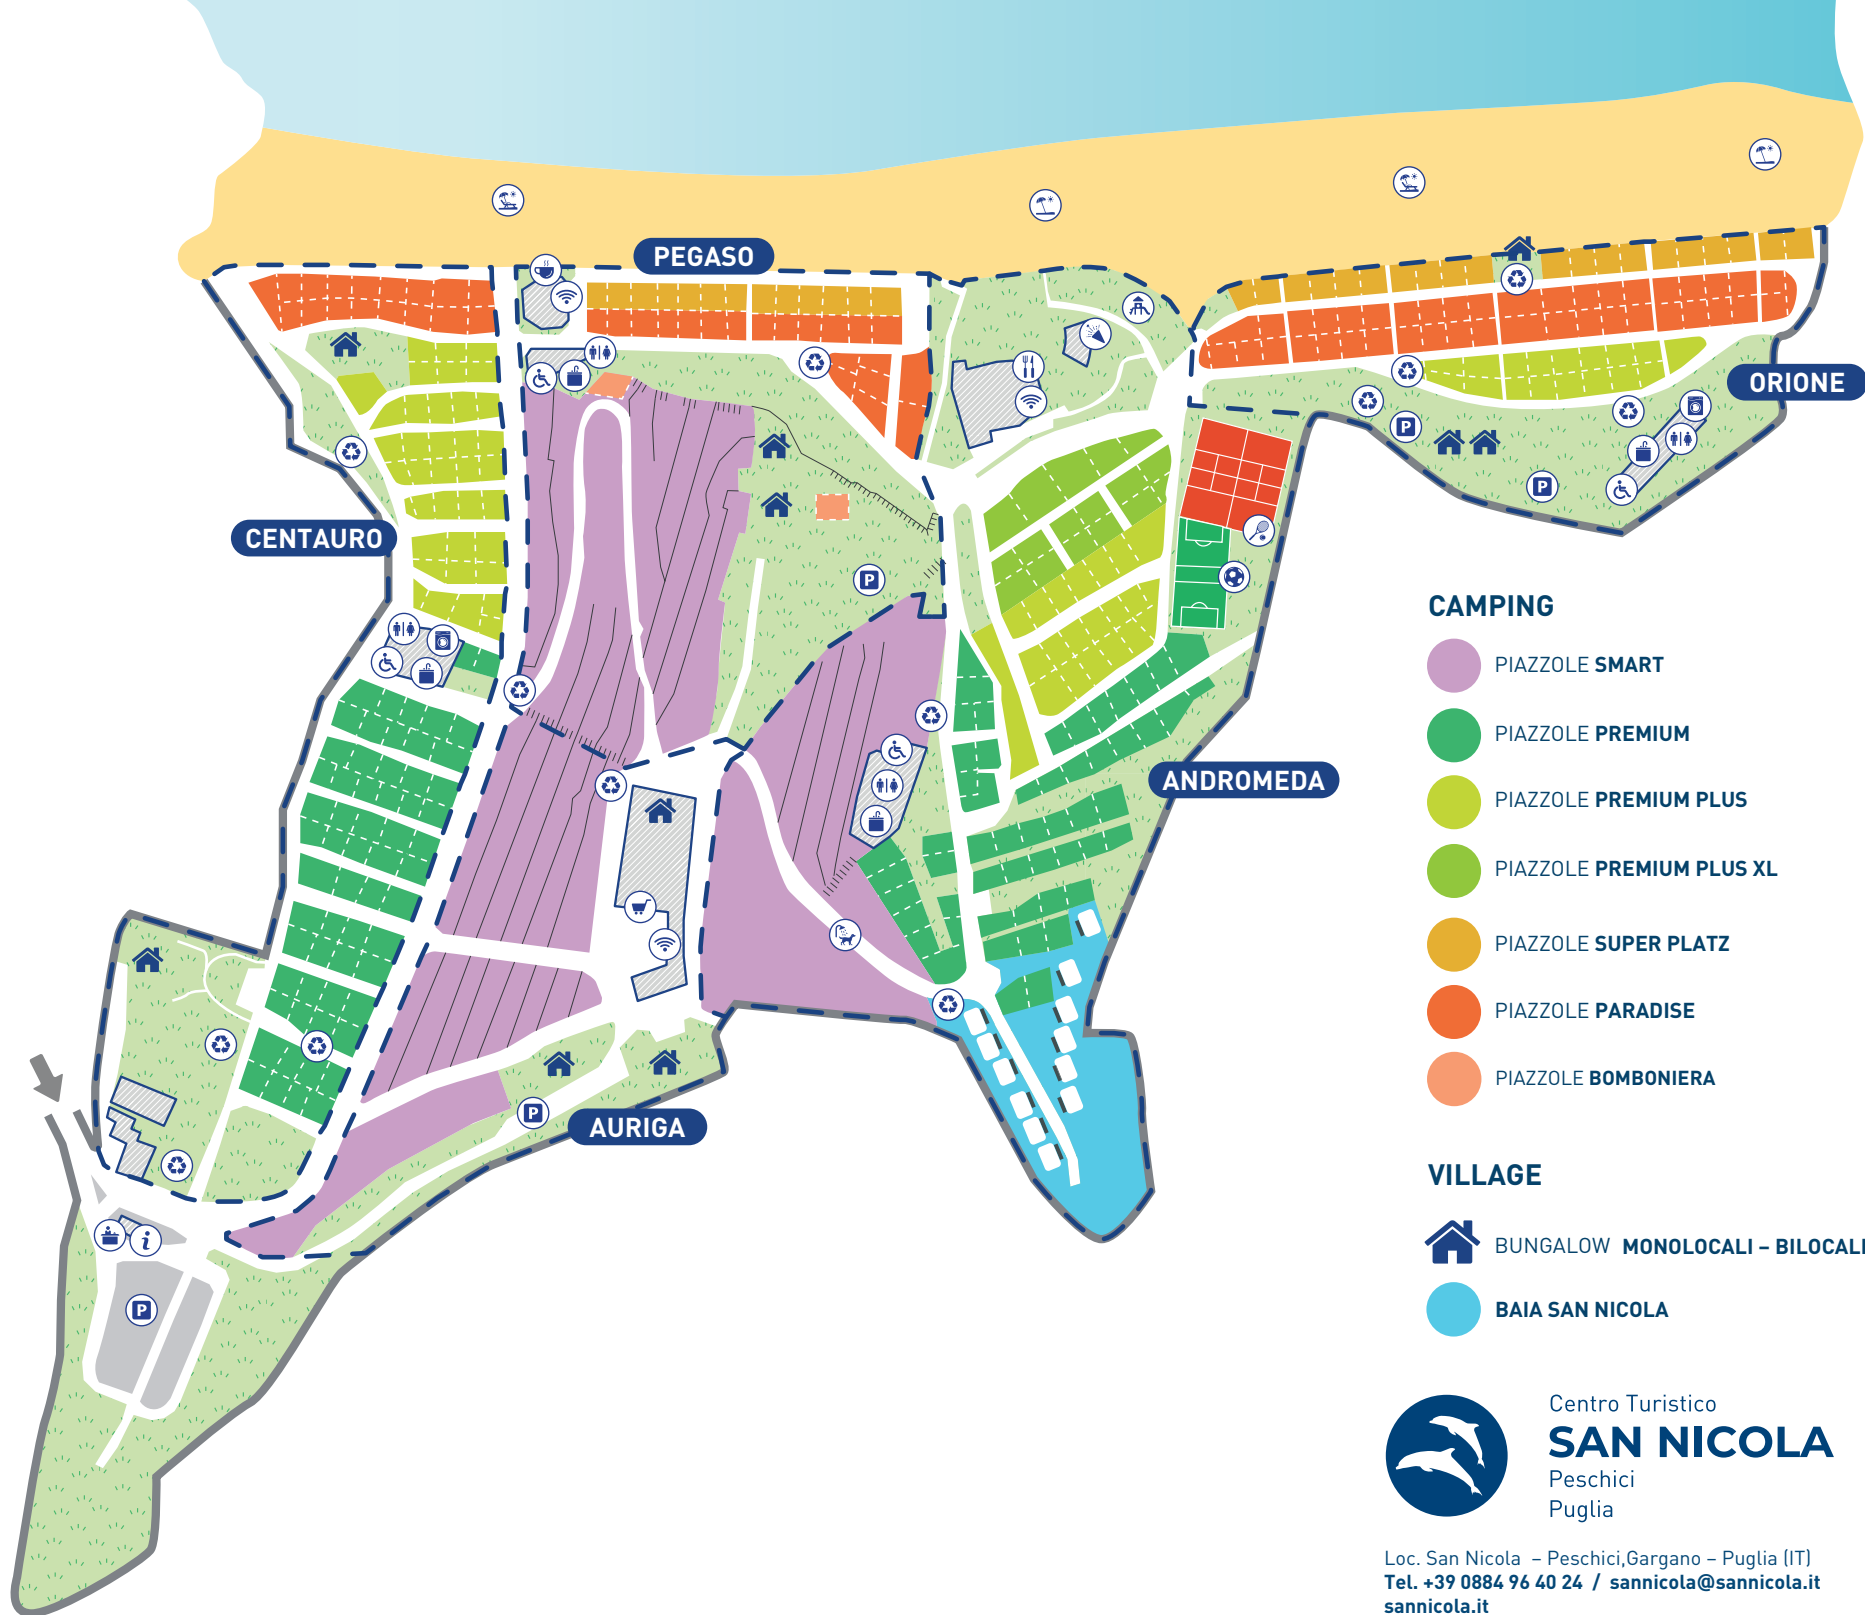 PEGASO
ORIONE
CENTAURO
ANDROMEDA
AURIGA
P
P
P
P
P
i
CAMPING
PIAZZOLE SMART
PIAZZOLE PREMIUM
PIAZZOLE PREMIUM PLUS
PIAZZOLE PREMIUM PLUS XL
PIAZZOLE SUPER PLATZ
PIAZZOLE PARADISE
PIAZZOLE BOMBONIERA
VILLAGE
BUNGALOW MONOLOCALI – BILOCALI
BAIA SAN NICOLA
Centro Turistico
SAN NICOLA
Peschici
Puglia
Loc. San Nicola – Peschici,Gargano – Puglia (IT)
Tel. +39 0884 96 40 24 / sannicola@sannicola.it
sannicola.it